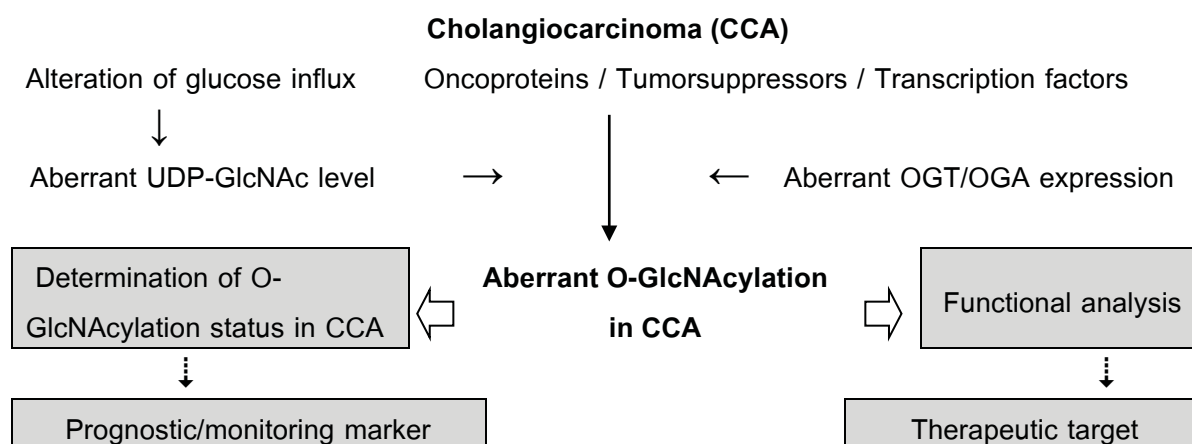 Cholangiocarcinoma (CCA)
Alteration of glucose influx
Oncoproteins / Tumorsuppressors / Transcription factors
Aberrant UDP-GlcNAc level
Aberrant OGT/OGA expression
Determination of O-
GlcNAcylation status in CCA
Aberrant O-GlcNAcylation
in CCA
Functional analysis
Prognostic/monitoring marker
Therapeutic target